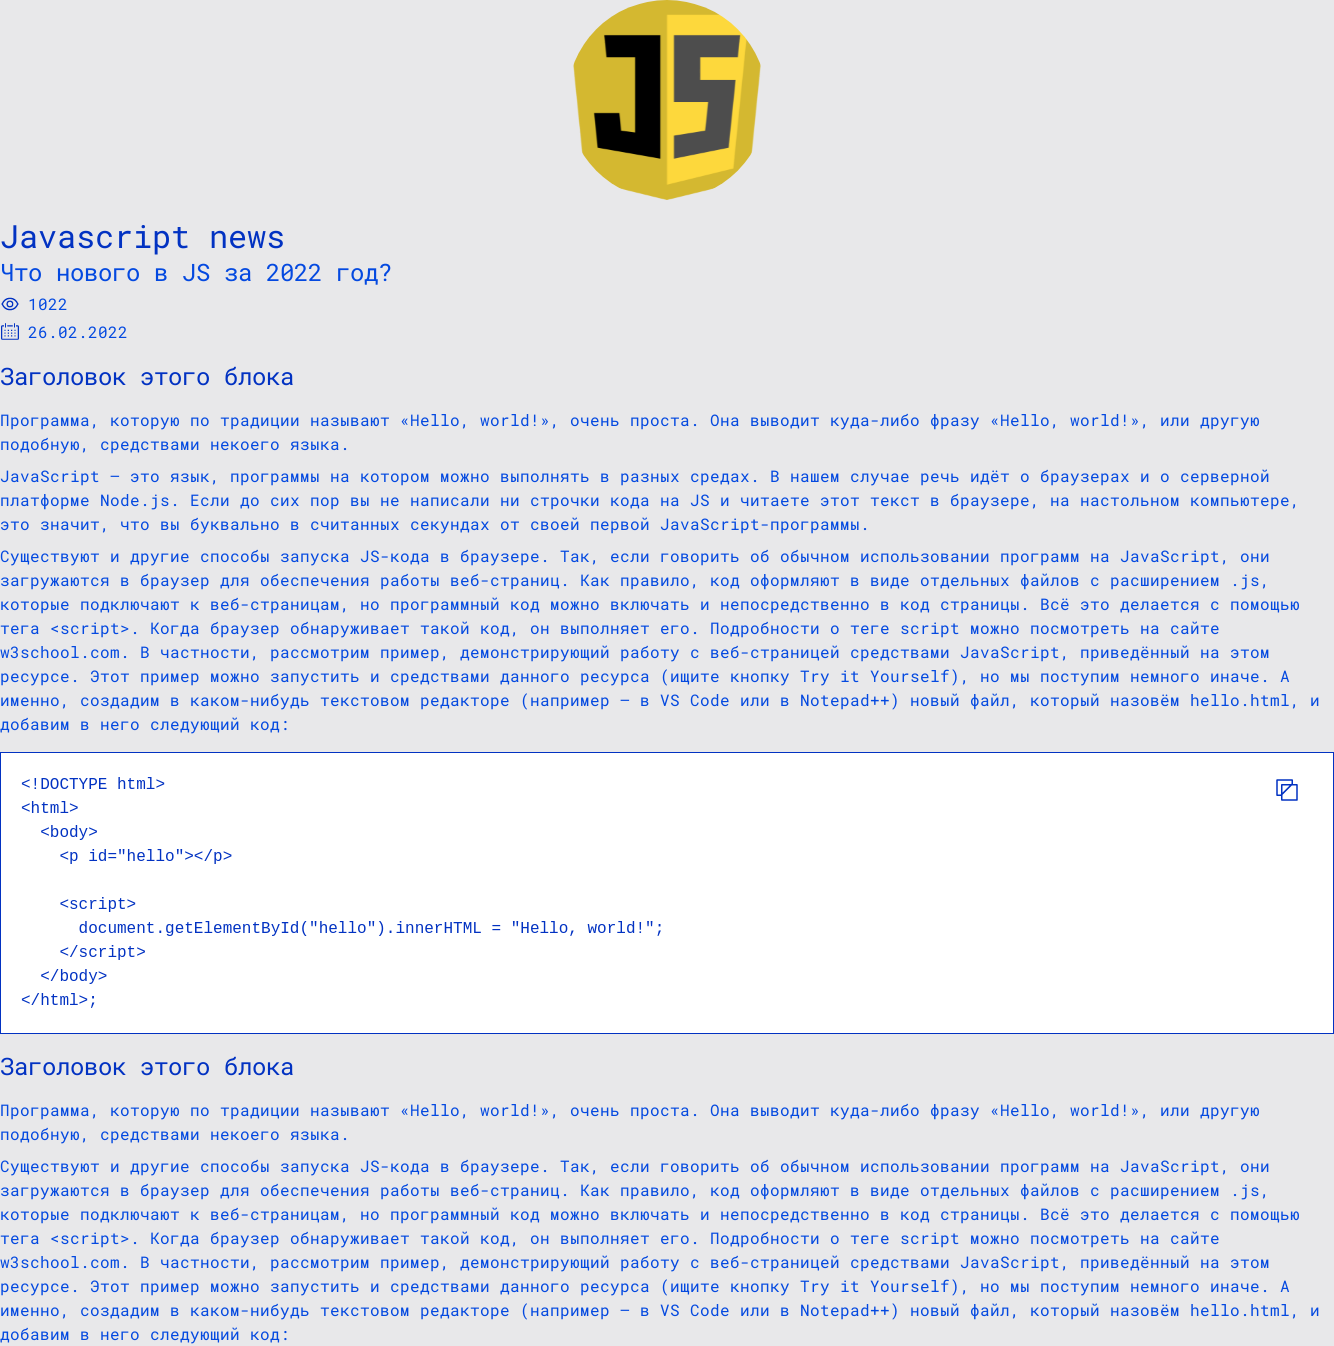 JS
Javascript news
Что нового в JS за 2022 год?
1022
26.02.2022
Заголовок этого блока
Программа, которую по традиции называют «Hello, world!», очень проста. Она выводит куда-либо фразу «Hello, world!», или другую
подобную, средствами некоего языка.
JavaScript — это язык, программы на котором можно выполнять в разных средах. В нашем случае речь идёт о браузерах и о серверной
платформе Node.js. Если до сих пор вы не написали ни строчки кода на JS и читаете этот текст в браузере, на настольном компьютере,
это значит, что вы буквально в считанных секундах от своей первой JavaScript-программы.
Существуют и другие способы запуска JS-кода в браузере. Так, если говорить об обычном использовании программ на JavaScript, они
загружаются в браузер для обеспечения работы веб-страниц. Как правило, код оформляют в виде отдельных файлов с расширением .js,
которые подключают к веб-страницам, но программный код можно включать и непосредственно в код страницы. Всё это делается с помощью
тега <script>. Когда браузер обнаруживает такой код, он выполняет его. Подробности о теге script можно посмотреть на сайте
w3school.com. В частности, рассмотрим пример, демонстрирующий работу с веб-страницей средствами JavaScript, приведённый на этом
ресурсе. Этот пример можно запустить и средствами данного ресурса (ищите кнопку Try it Yourself), но мы поступим немного иначе. А
именно, создадим в каком-нибудь текстовом редакторе (например — в VS Code или в Notepad++) новый файл, который назовём hello.html, и
добавим в него следующий код:
<!DOCTYPE html>
<html>
  <body>
    <p id="hello"></p>
    <script>
      document.getElementById("hello").innerHTML = "Hello, world!";
    </script>
  </body>
</html>;
Заголовок этого блока
Программа, которую по традиции называют «Hello, world!», очень проста. Она выводит куда-либо фразу «Hello, world!», или другую
подобную, средствами некоего языка.
Существуют и другие способы запуска JS-кода в браузере. Так, если говорить об обычном использовании программ на JavaScript, они
загружаются в браузер для обеспечения работы веб-страниц. Как правило, код оформляют в виде отдельных файлов с расширением .js,
которые подключают к веб-страницам, но программный код можно включать и непосредственно в код страницы. Всё это делается с помощью
тега <script>. Когда браузер обнаруживает такой код, он выполняет его. Подробности о теге script можно посмотреть на сайте
w3school.com. В частности, рассмотрим пример, демонстрирующий работу с веб-страницей средствами JavaScript, приведённый на этом
ресурсе. Этот пример можно запустить и средствами данного ресурса (ищите кнопку Try it Yourself), но мы поступим немного иначе. А
именно, создадим в каком-нибудь текстовом редакторе (например — в VS Code или в Notepad++) новый файл, который назовём hello.html, и
добавим в него следующий код: